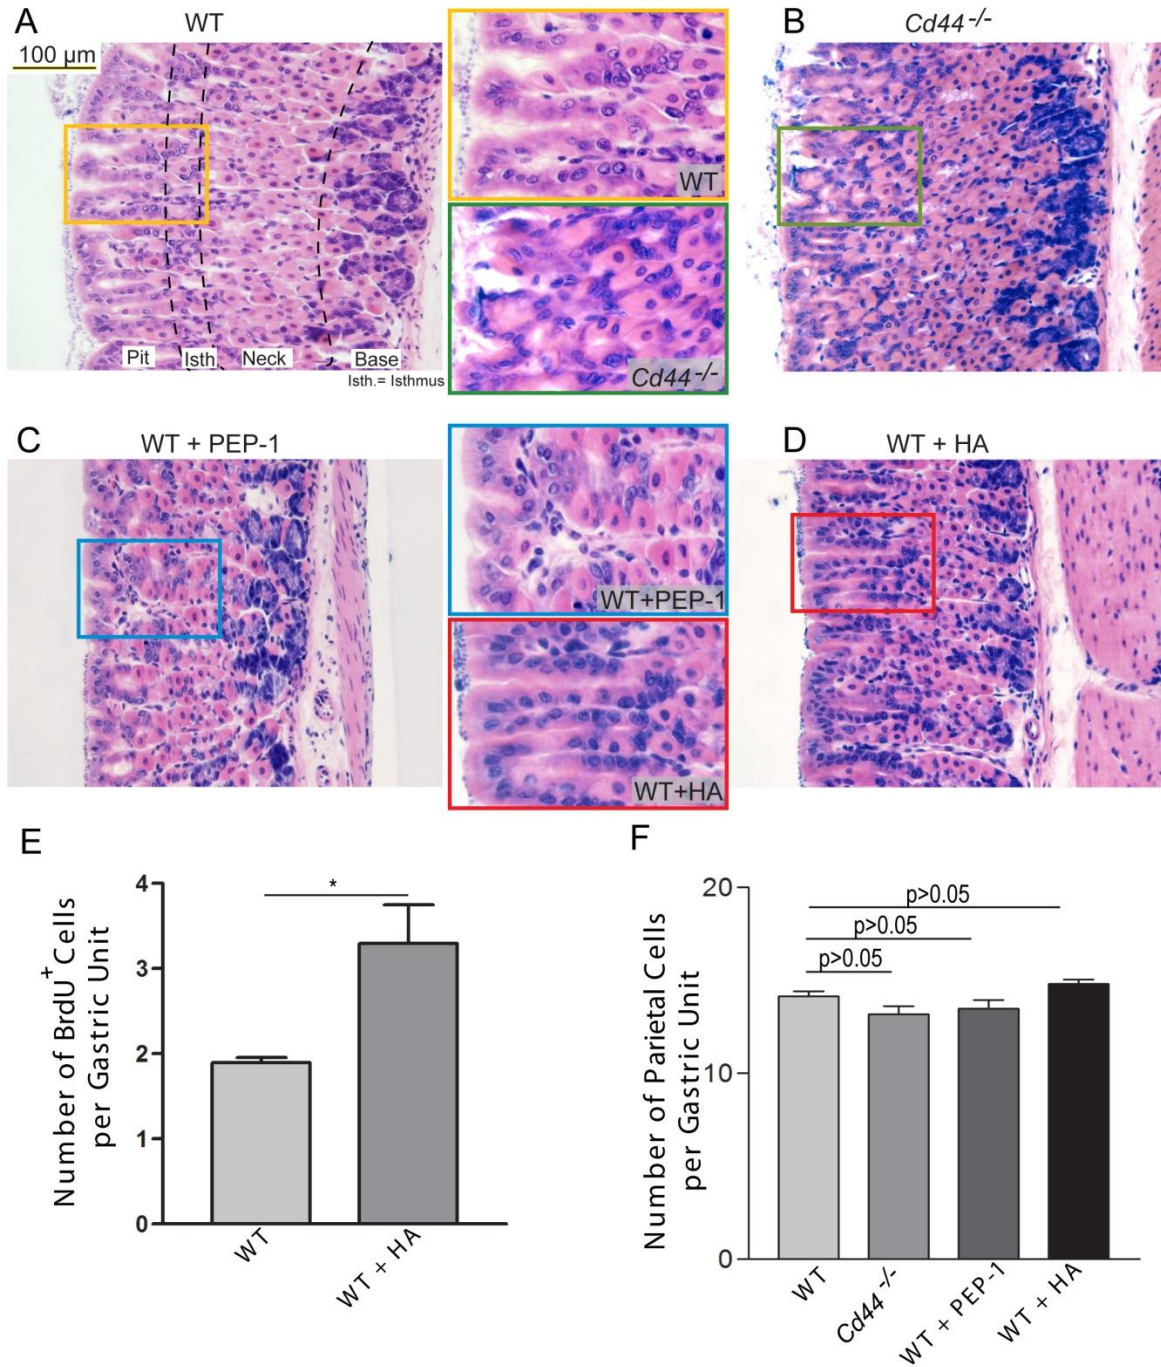 A
WT
100 µm
Pit
Isth.
Neck
Base
Isth.= Isthmus
WT
Cd44 -/-
B
Cd44 -/-
C
WT + PEP-1
WT+PEP-1
WT+HA
D
WT + HA
E
Number of BrdU+ Cells
per Gastric Unit
4
3
2
1
0
*
WT
WT + HA
F
Number of Parietal Cells
per Gastric Unit
20
10
0
p>0.05
p>0.05
p>0.05
WT
Cd44 -/-
WT + PEP-1
WT + HA